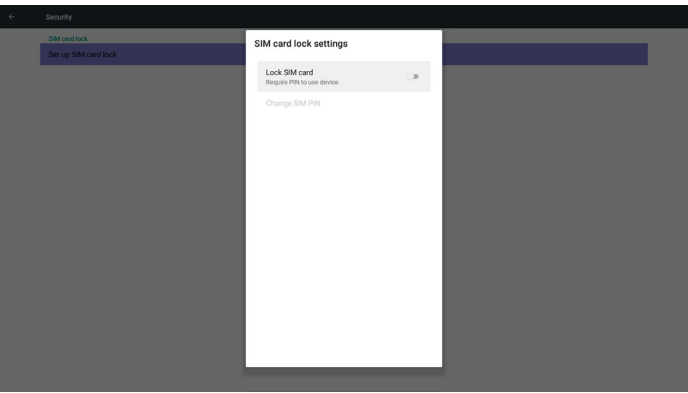 Security
SIM card lock
Set up SIM card lock
SIM card lock settings
Lock SIM card
Require PIN to use device
Change SIM PIN